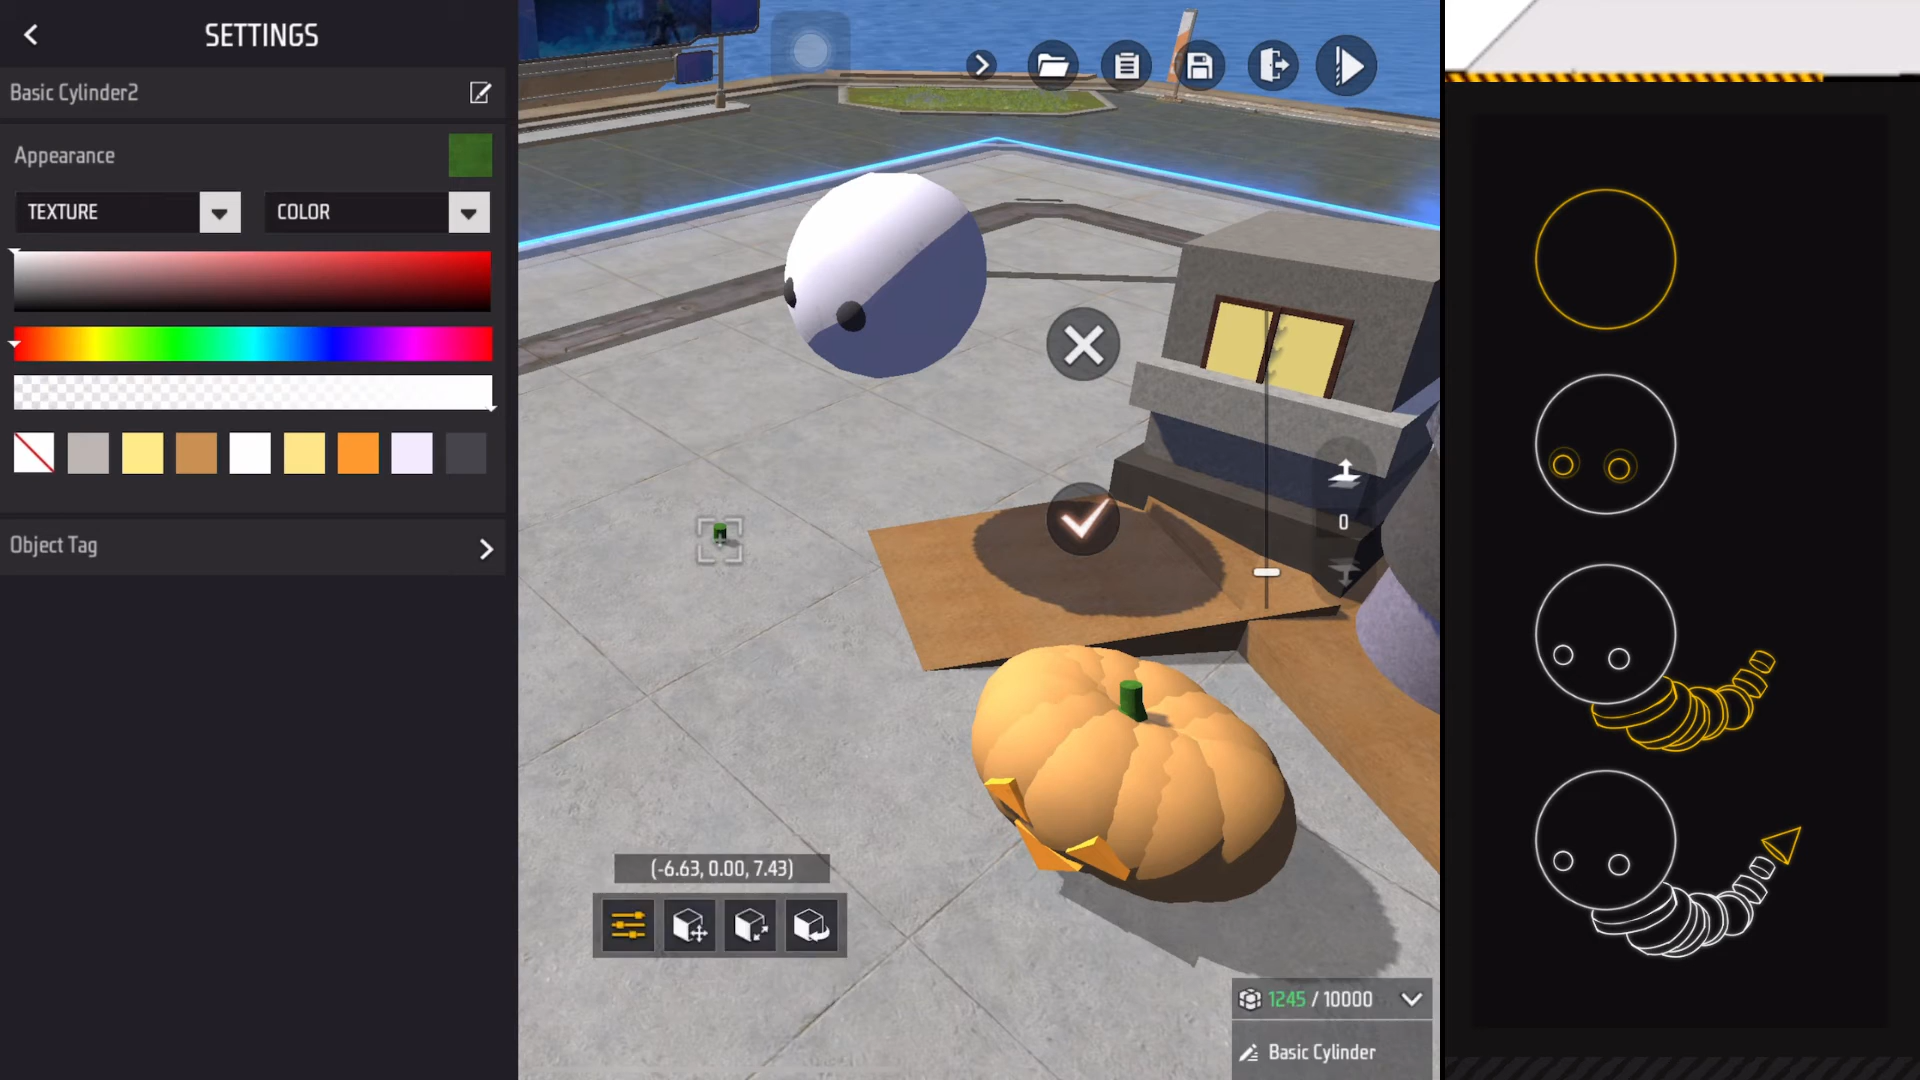 SETTINGS
Basic Cylinder2
Appearance
TEXTURE
COLOR
Object Tag
0
(-6.63, 0.00, 7.43)
1245 / 10000
Basic Cylinder